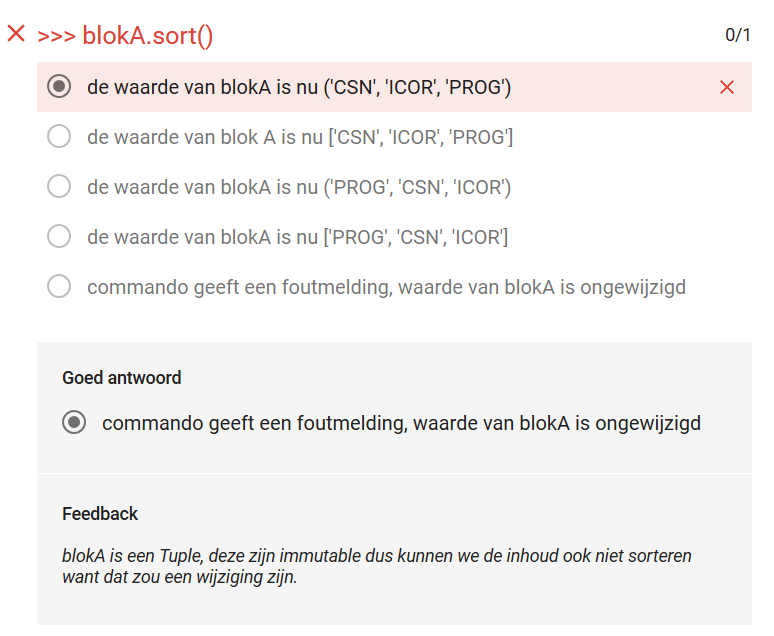 >>> blokA.sort()
0/1
de waarde van blokA is nu ('CSN', 'ICOR', 'PROG')
de waarde van blok A is nu ['CSN', 'ICOR', 'PROG']
de waarde van blokA is nu ('PROG', 'CSN', 'ICOR')
de waarde van blokA is nu ['PROG', 'CSN', 'ICOR']
commando geeft een foutmelding, waarde van blokA is ongewijzigd
Goed antwoord
commando geeft een foutmelding, waarde van blokA is ongewijzigd
Feedback
blokA is een Tuple, deze zijn immutable dus kunnen we de inhoud ook niet sorteren
want dat zou een wijziging zijn.